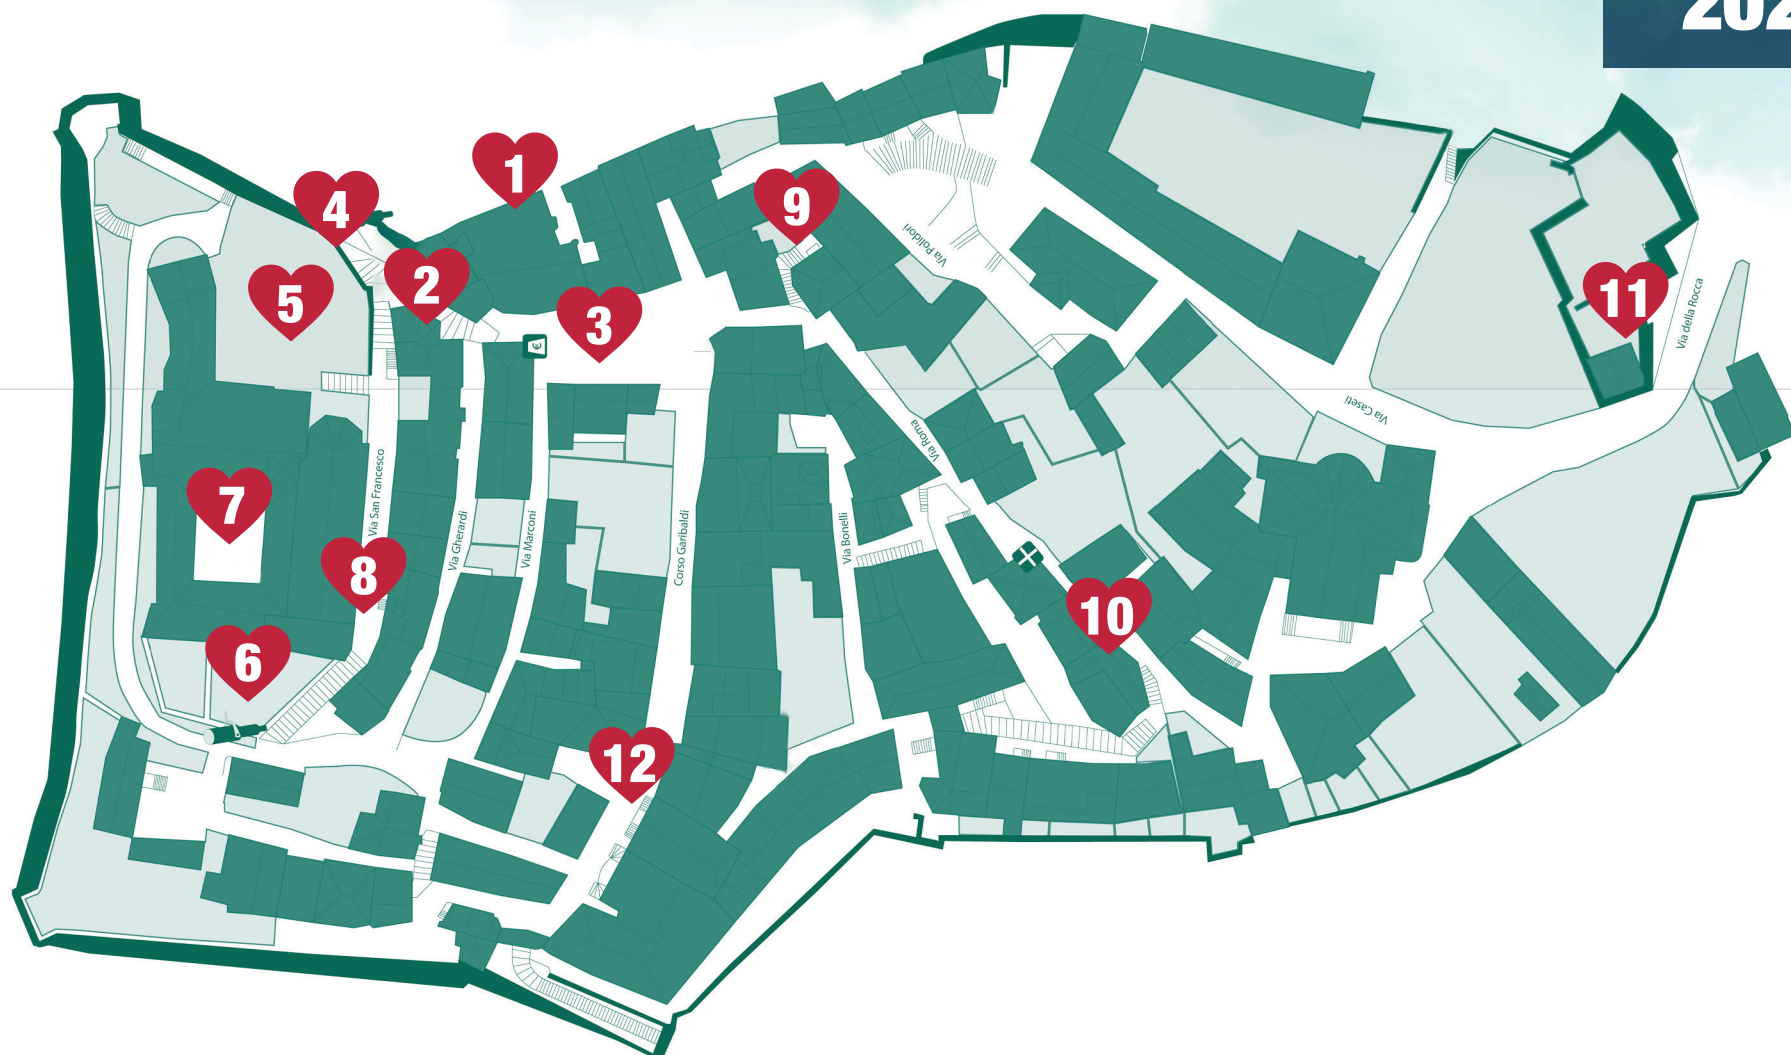 202
1
4
9
2
5
3
11
Via Polidori
Via della Rocca
Via Caseti
Via Roma
Via San Francesco
7
Via Gherardi
Via Marconi
Corso Garibaldi
Via Bonelli
8
10
6
12
€